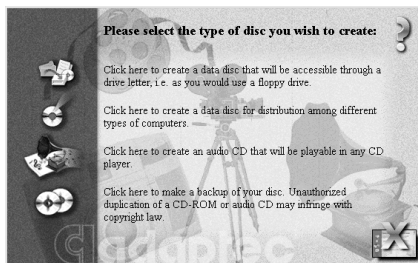 Please select the type of disc you wish to create:
Click here to create a data disc that will be accessible through a
drive letter, i.e. as you would use a floppy drive.
Click here to create a data disc for distribution among different
types of computers.
Click here to create an audio CD that will be playable in any CD
player.
Click here to make a backup of your disc. Unauthorized
duplication of a CD-ROM or audio CD may infringe with
copyright law.
adaptec